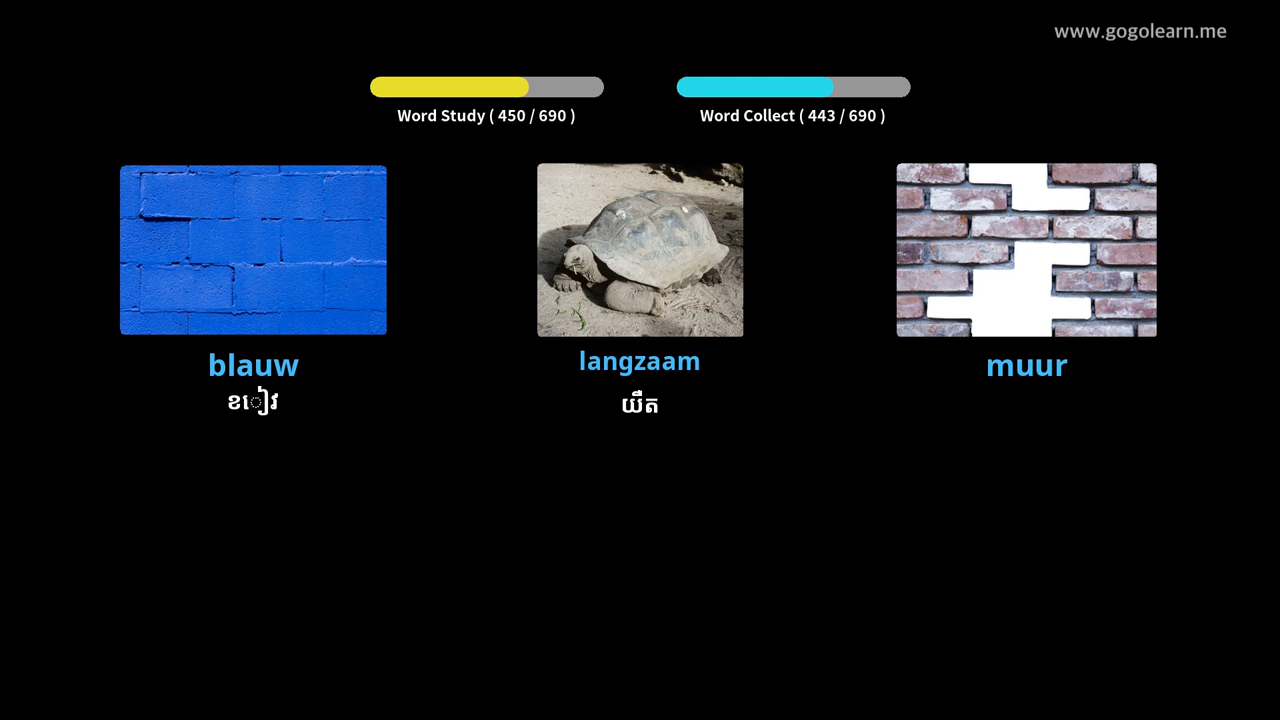 www.gogolearn.me
Word Study ( 450 / 690 )
Word Collect ( 443 / 690 )
blauw
ខៀវ
langzaam
យឺត
muur